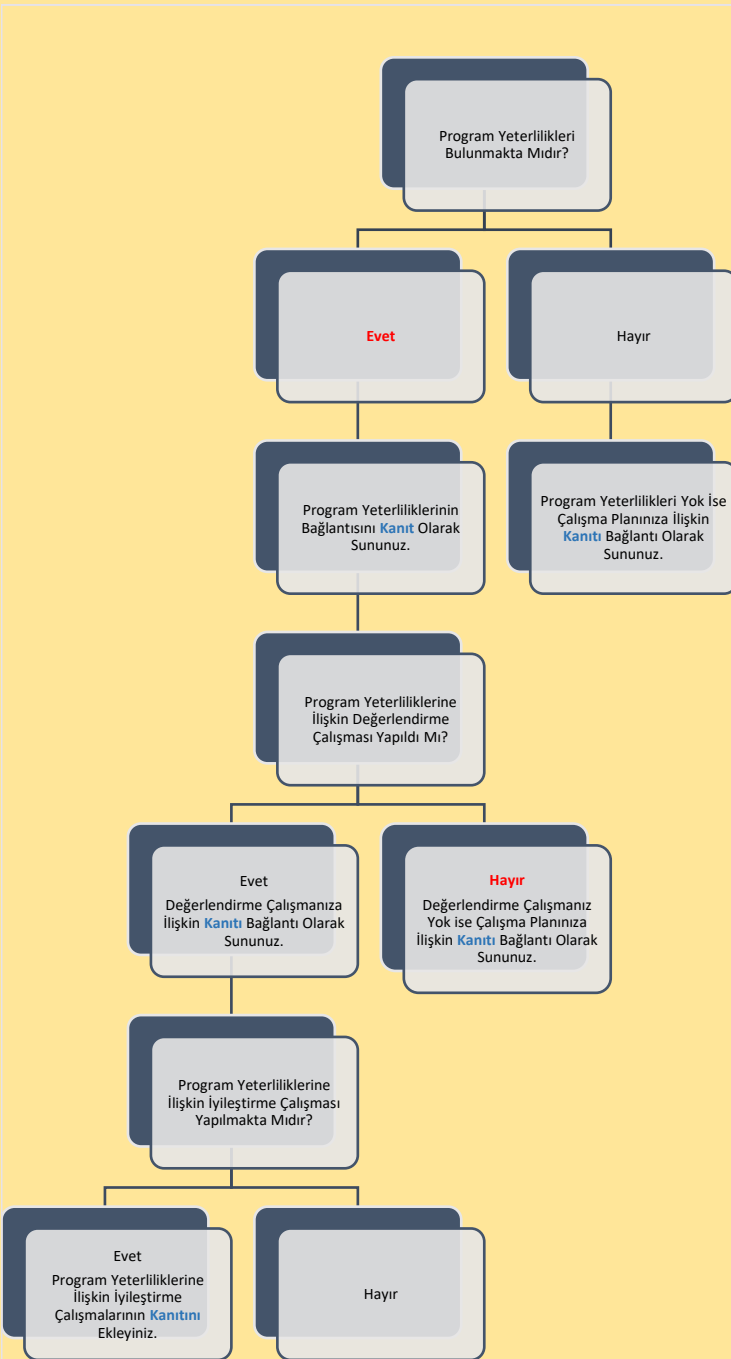 Program Yeterlilikleri
Bulunmakta Mıdır?
Evet
Hayır
Program Yeterliliklerinin
Bağlantısını Kanıt Olarak
Sununuz.
Program Yeterlilikleri Yok İse
Çalışma Planınıza İlişkin
Kanıtı Bağlantı Olarak
Sununuz.
Program Yeterliliklerine
İlişkin Değerlendirme
Çalışması Yapıldı Mı?
Evet
Değerlendirme Çalışmanıza
İlişkin Kanıtı Bağlantı Olarak
Sununuz.
Hayır
Değerlendirme Çalışmanız
Yok ise Çalışma Planınıza
İlişkin Kanıtı Bağlantı Olarak
Sununuz.
Program Yeterliliklerine
İlişkin İyileştirme Çalışması
Yapılmakta Mıdır?
Evet
Program Yeterliliklerine
İlişkin İyileştirme
Çalışmalarının Kanıtını
Ekleyiniz.
Hayır